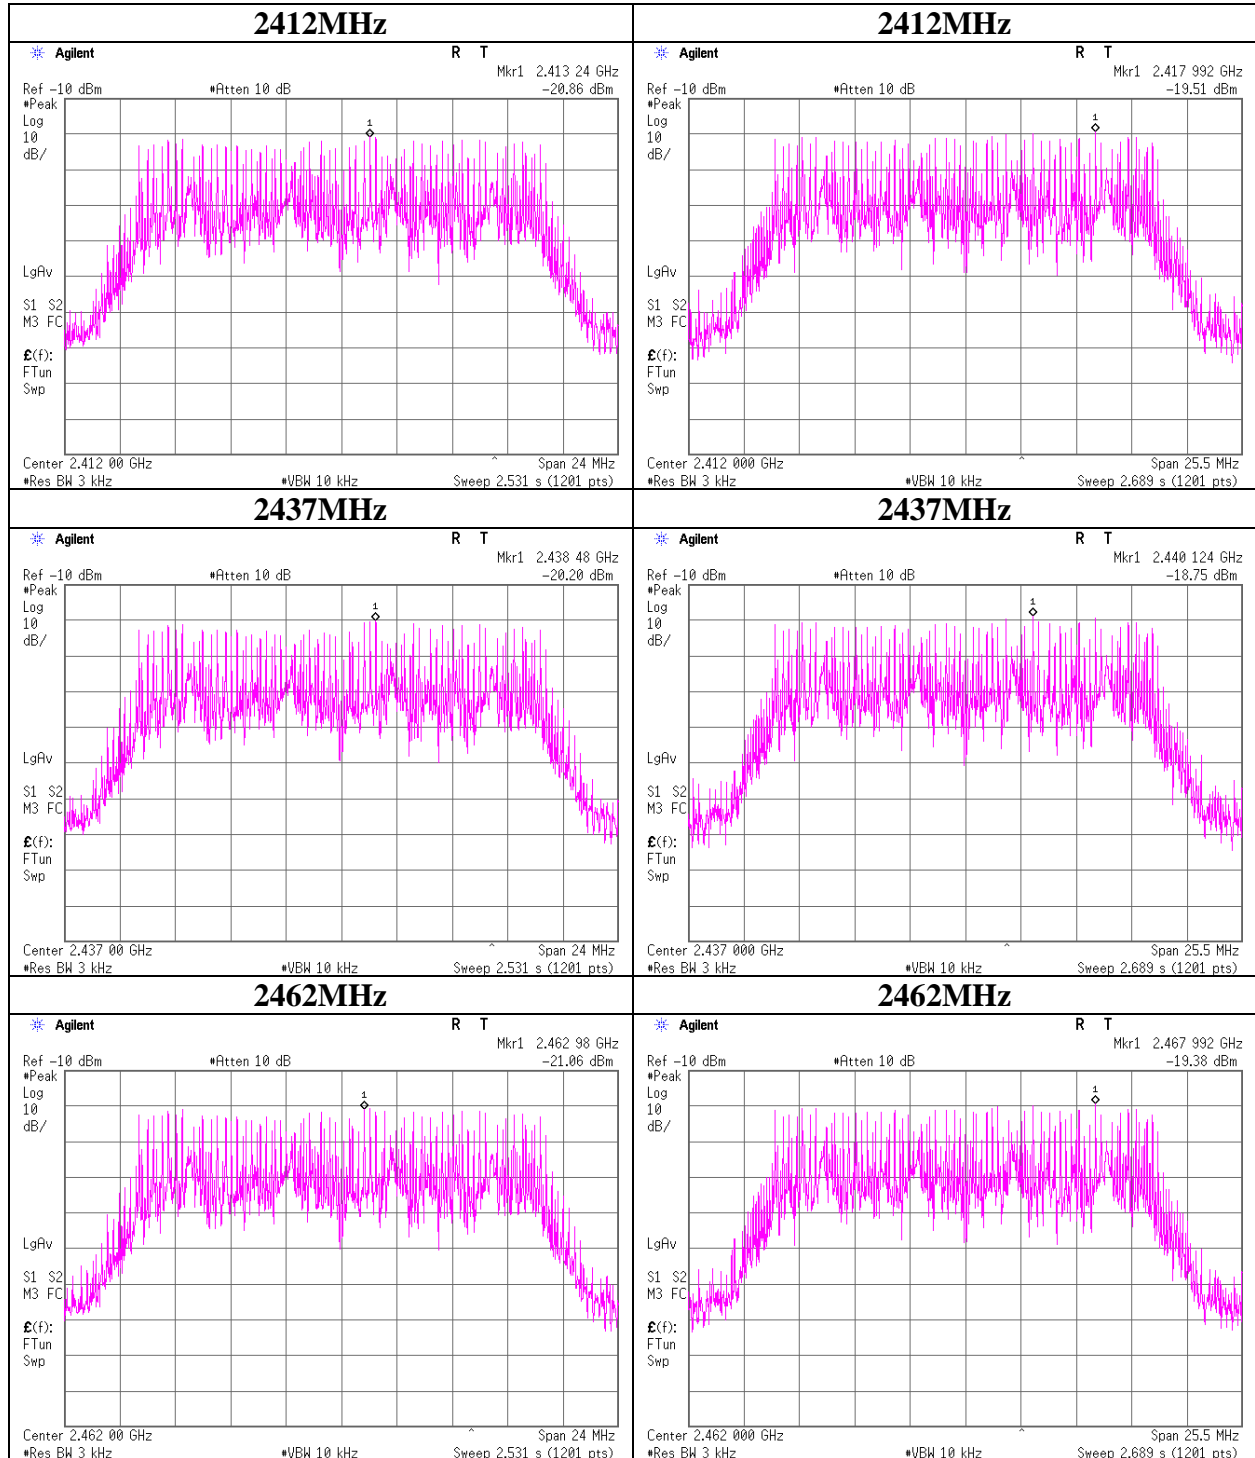 2412MHz
Agilent R T
Mkr1 2.413 24 GHz
Ref -10 dBm #Atten 10 dB -20.86 dBm
#Peak
Log
10
dB/
1
LgAv
S1 S2
M3 FC
£(f):
FTun
Swp
Center 2.412 00 GHz ^ Span 24 MHz
#Res BW 3 kHz #VBW 10 kHz Sweep 2.531 s (1201 pts)
2412MHz
Agilent R T
Mkr1 2.417 992 GHz
Ref -10 dBm #Atten 10 dB -19.51 dBm
#Peak
Log
10
dB/
1
LgAv
S1 S2
M3 FC
£(f):
FTun
Swp
Center 2.412 000 GHz ^ Span 25.5 MHz
#Res BW 3 kHz #VBW 10 kHz Sweep 2.689 s (1201 pts)
2437MHz
Agilent R T
Mkr1 2.438 48 GHz
Ref -10 dBm #Atten 10 dB -20.20 dBm
#Peak
Log
10
dB/
1
LgAv
S1 S2
M3 FC
£(f):
FTun
Swp
Center 2.437 00 GHz ^ Span 24 MHz
#Res BW 3 kHz #VBW 10 kHz Sweep 2.531 s (1201 pts)
2437MHz
Agilent R T
Mkr1 2.440 124 GHz
Ref -10 dBm #Atten 10 dB -18.75 dBm
#Peak
Log
10
dB/
1
LgAv
S1 S2
M3 FC
£(f):
FTun
Swp
Center 2.437 000 GHz ^ Span 25.5 MHz
#Res BW 3 kHz #VBW 10 kHz Sweep 2.689 s (1201 pts)
2462MHz
Agilent R T
Mkr1 2.462 98 GHz
Ref -10 dBm #Atten 10 dB -21.06 dBm
#Peak
Log
10
dB/
1
LgAv
S1 S2
M3 FC
£(f):
FTun
Swp
Center 2.462 00 GHz ^ Span 24 MHz
#Res BW 3 kHz #VBW 10 kHz Sweep 2.531 s (1201 pts)
2462MHz
Agilent R T
Mkr1 2.467 992 GHz
Ref -10 dBm #Atten 10 dB -19.38 dBm
#Peak
Log
10
dB/
1
LgAv
S1 S2
M3 FC
£(f):
FTun
Swp
Center 2.462 000 GHz ^ Span 25.5 MHz
#Res BW 3 kHz #VBW 10 kHz Sweep 2.689 s (1201 pts)